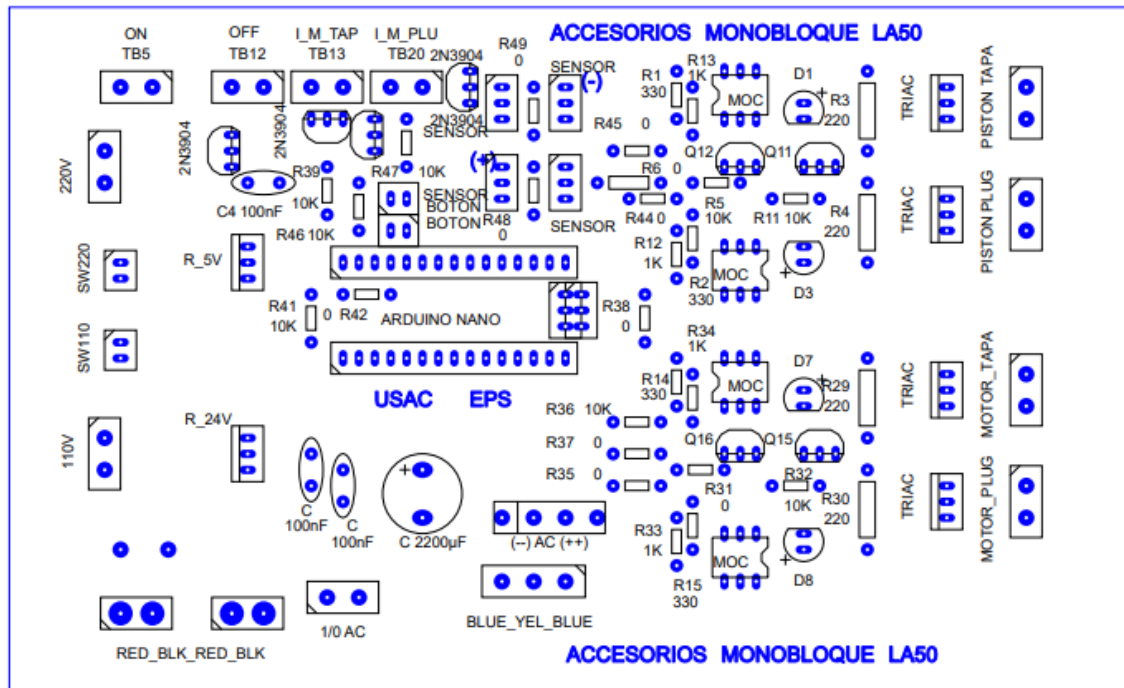 ACCESORIOS MONOBLOQUE LA50
ON
TB5
OFF
TB12
I_M_TAP
TB13
I_M_PLU
TB20
2N3904
R49
0
SENSOR
(-)
R1
330
R13
1K
MOC
D1
+
R3
220
TRIAC
PISTON TAPA
2N3904
2N3904
2N3904
SENSOR
R45 0
220V
R39
10K
R47
10K
(+)
R6
0
Q12
Q11
C4 100nF
SENSOR
BOTON
BOTON
R48
0
SENSOR
R44 0
R5
10K
R11 10K
R4
220
TRIAC
PISTON PLUG
R46 10K
R12
1K
SW220
R_5V
R2
330
MOC
+
D3
R41
10K
0
R42
ARDUINO NANO
R38
0
SW110
R34
1K
D7
+
R14
330
MOC
R29
220
TRIAC
MOTOR_TAPA
USAC EPS
110V
R_24V
R36 10K
R37 0
R35 0
Q16
Q15
R31
0
R32
10K
R30
220
TRIAC
MOTOR_PLUG
C
100nF
C
100nF
+
C 2200µF
(--) AC (++)
R33
1K
MOC
+
D8
R15
330
1/0 AC
BLUE_YEL_BLUE
RED_BLK_RED_BLK
ACCESORIOS MONOBLOQUE LA50